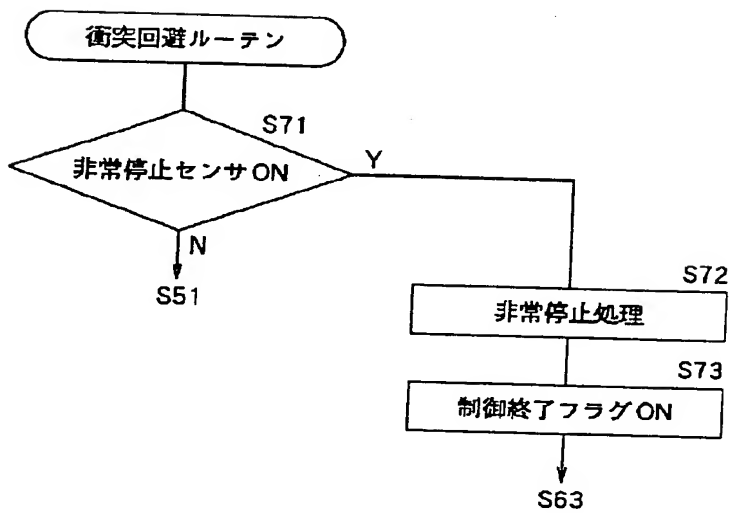 衝突回避ルーテン
S71
非常停止センサON
Y
N
S51
S72
非常停止処理
S73
制御終了フラグON
S63